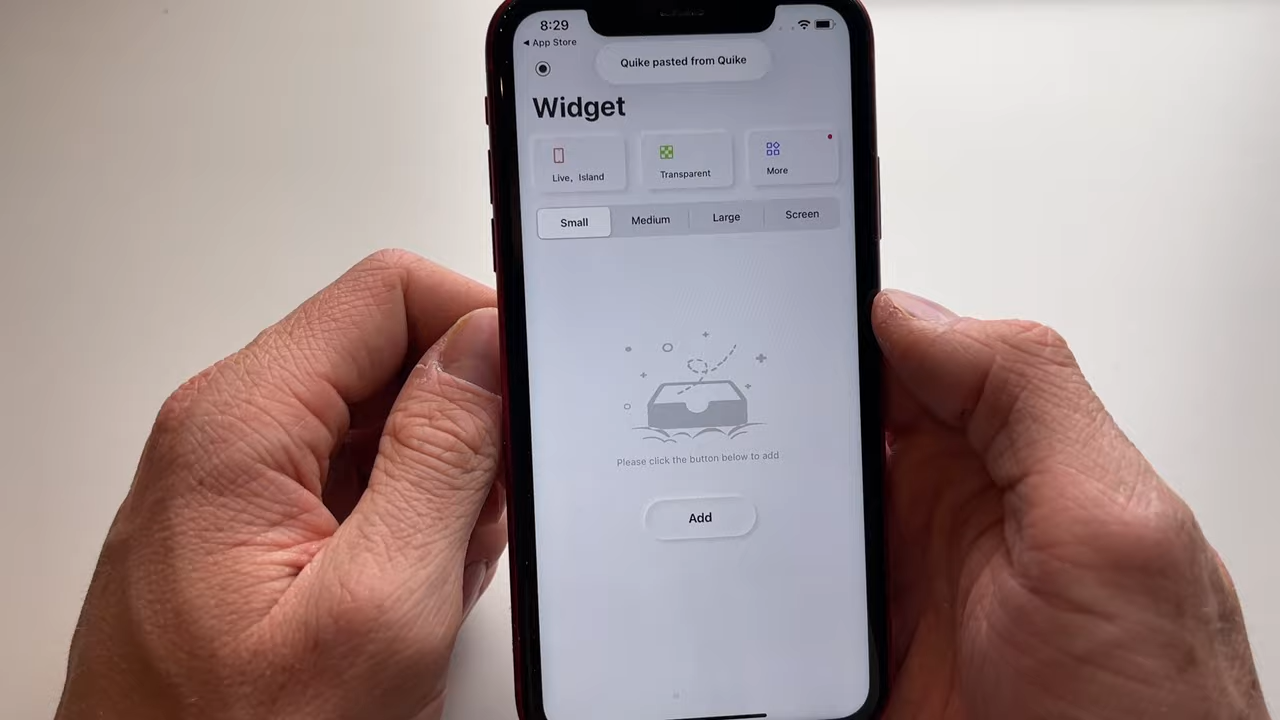 8:29
◀ App Store
Quike pasted from Quike
Widget
Live, Island
Transparent
More
Small
Medium
Large
Screen
Please click the button below to add
Add